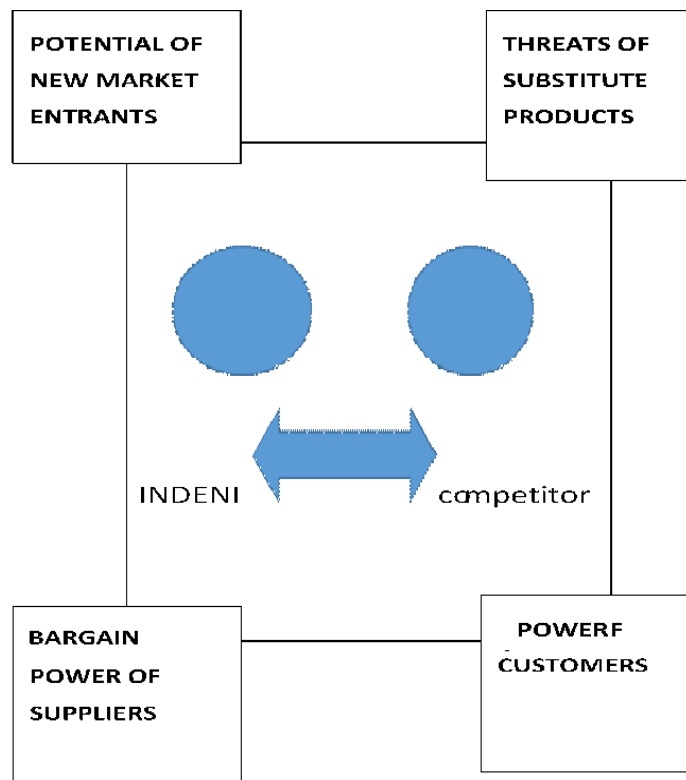 POTENTIAL OF
NEW MARKET
ENTRANTS
THREATS OF
SUBSTITUTE
PRODUCTS
INDENI
competitor
BARGAIN
POWER OF
SUPPLIERS
POWERF
CUSTOMERS